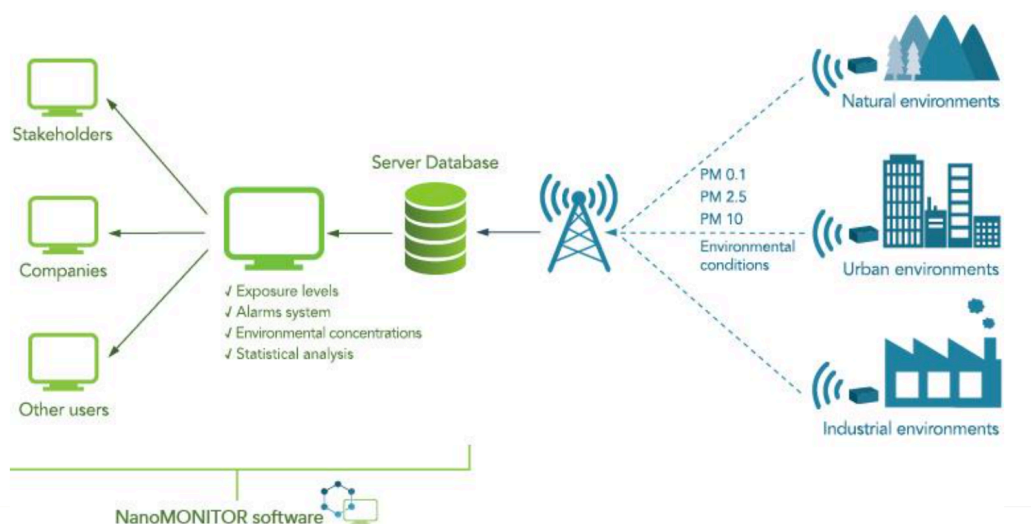 Stakeholders
Companies
Other users
Server Database
√ Exposure levels
√ Alarms system
√ Environmental concentrations
√ Statistical analysis
PM 0.1
PM 2.5
PM 10
Environmental
conditions
Natural environments
Urban environments
Industrial environments
NanoMONITOR software